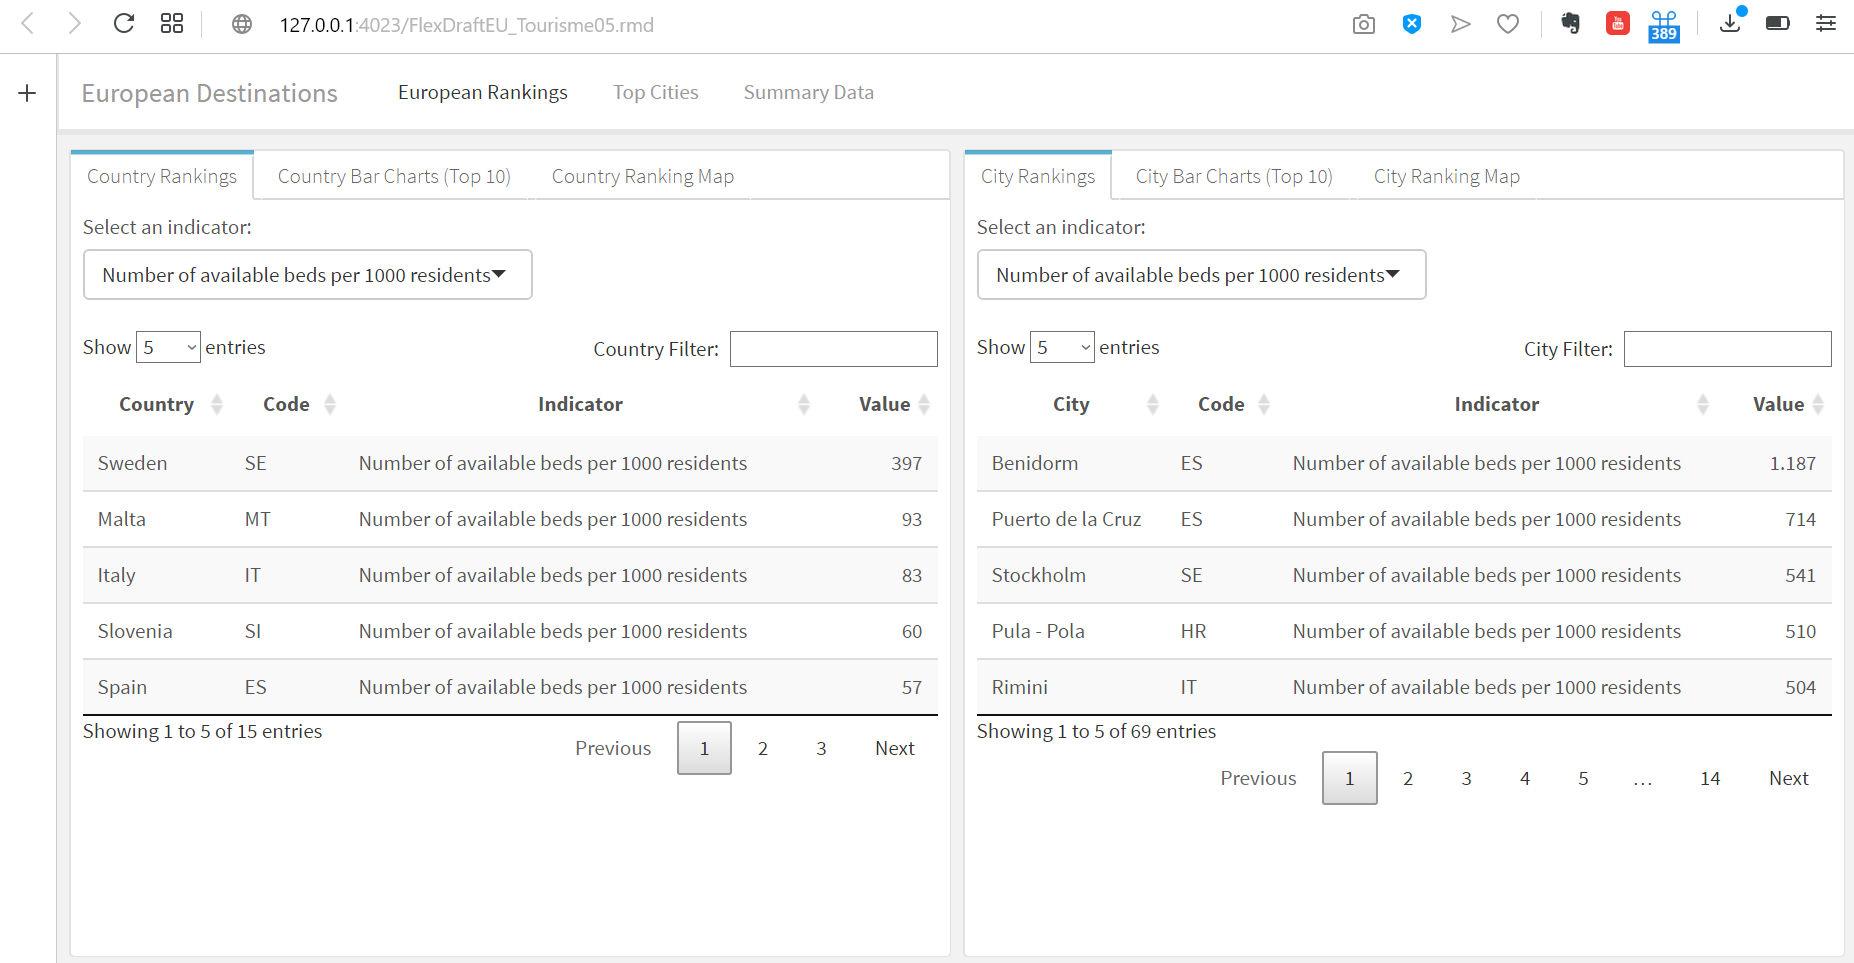 127.0.0.1:4023/FlexDraftEU_Tourisme05.rmd
389
European Destinations European Rankings Top Cities Summary Data
Country Rankings Country Bar Charts (Top 10) Country Ranking Map
Select an indicator:
Number of available beds per 1000 residents
Show 5 entries Country Filter:
Country Code Indicator Value
Sweden SE Number of available beds per 1000 residents 397
Malta MT Number of available beds per 1000 residents 93
Italy IT Number of available beds per 1000 residents 83
Slovenia SI Number of available beds per 1000 residents 60
Spain ES Number of available beds per 1000 residents 57
Showing 1 to 5 of 15 entries
Previous 1 2 3 Next
City Rankings City Bar Charts (Top 10) City Ranking Map
Select an indicator:
Number of available beds per 1000 residents
Show 5 entries City Filter:
City Code Indicator Value
Benidorm ES Number of available beds per 1000 residents 1.187
Puerto de la Cruz ES Number of available beds per 1000 residents 714
Stockholm SE Number of available beds per 1000 residents 541
Pula - Pola HR Number of available beds per 1000 residents 510
Rimini IT Number of available beds per 1000 residents 504
Showing 1 to 5 of 69 entries
Previous 1 2 3 4 5 ... 14 Next